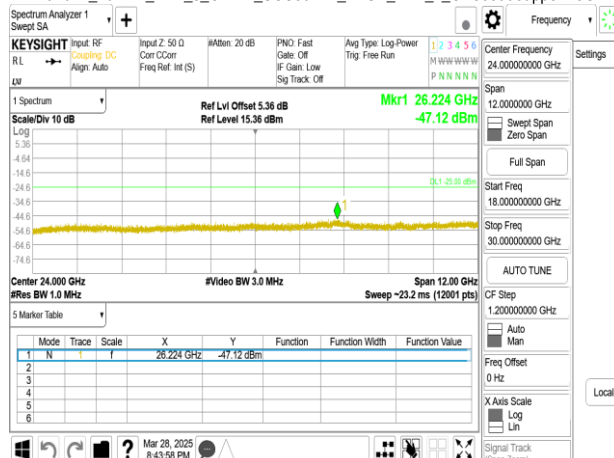 Spectrum Analyzer 1
Swept SA
Frequency
KEYSIGHT
RL
LXI
Input: RF
Coupling: DC
Align: Auto
Input Z: 50 Ω
Corr CCorr
Freq Ref: Int (S)
#Atten: 20 dB
PNO: Fast
Gate: Off
IF Gain: Low
Sig Track: Off
Avg Type: Log-Power
Trig: Free Run
1 2 3 4 5 6
M W W W W W
P N N N N N
Center Frequency
24.000000000 GHz
Settings
Span
12.0000000 GHz
Swept Span
Zero Span
Full Span
Start Freq
18.000000000 GHz
Stop Freq
30.000000000 GHz
AUTO TUNE
CF Step
1.200000000 GHz
Auto
Man
Freq Offset
0 Hz
X Axis Scale
Log
Lin
Signal Track
Local
1 Spectrum
Scale/Div 10 dB
Ref Lvl Offset 5.36 dB
Ref Level 15.36 dBm
Mkr1 26.224 GHz
-47.12 dBm
Log
5.36
-4.64
-14.6
-24.6
-34.6
-44.6
-54.6
-64.6
-74.6
DL1 -25.00 dBm
1
Center 24.000 GHz
#Res BW 1.0 MHz
#Video BW 3.0 MHz
Span 12.00 GHz
Sweep ~23.2 ms (12001 pts)
5 Marker Table
Mode Trace Scale X Y Function Function Width Function Value
1 N 1 f 26.224 GHz -47.12 dBm
2
3
4
5
6
?
Mar 28, 2025
8:43:58 PM